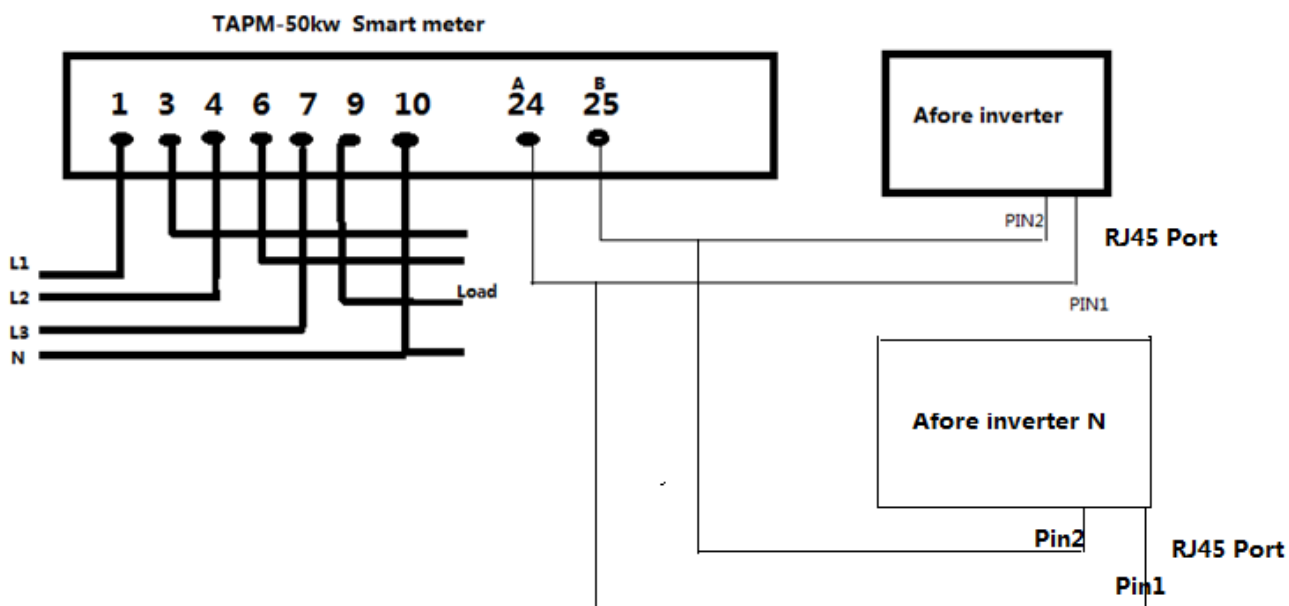 TAPM-50kw Smart meter
A B
1 3 4 6 7 9 10 24 25
Afore inverter
PIN2
RJ45 Port
L1
L2
Load
PIN1
L3
N
Afore inverter N
Pin2
RJ45 Port
Pin1